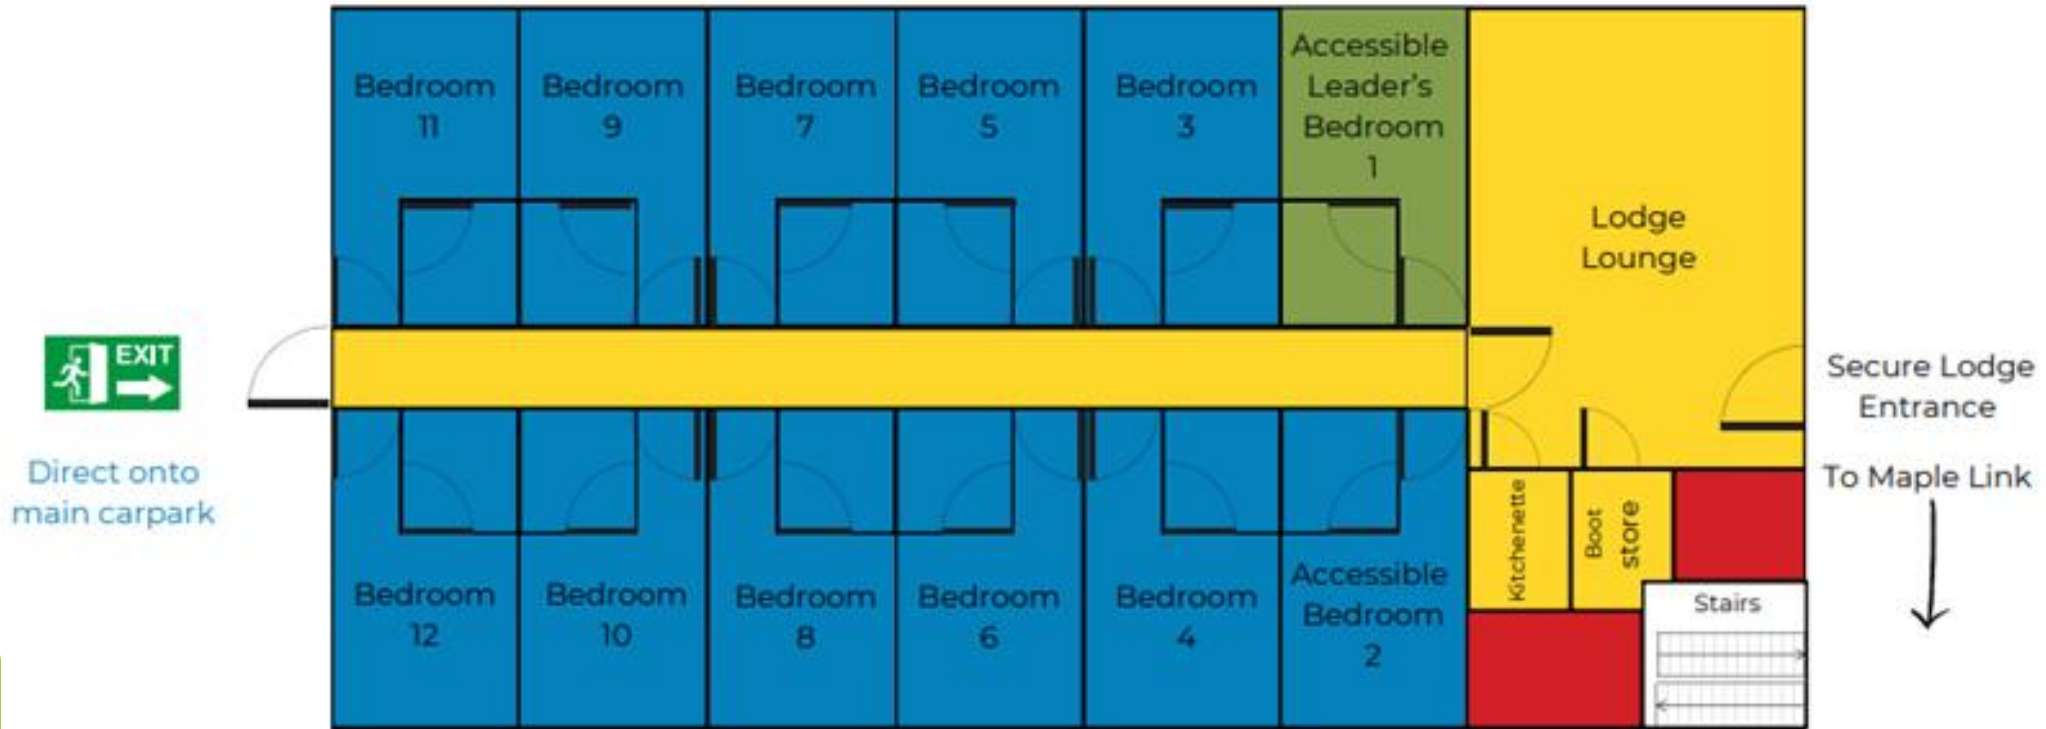 Bedroom
11
Bedroom
9
Bedroom
7
Bedroom
5
Bedroom
3
Accessible
Leader's
Bedroom
1
Lodge
Lounge
EXIT
Direct onto
main carpark
Secure Lodge
Entrance
To Maple Link
Kitchenette
Boot
store
Stairs
Bedroom
12
Bedroom
10
Bedroom
8
Bedroom
6
Bedroom
4
Accessible
Bedroom
2